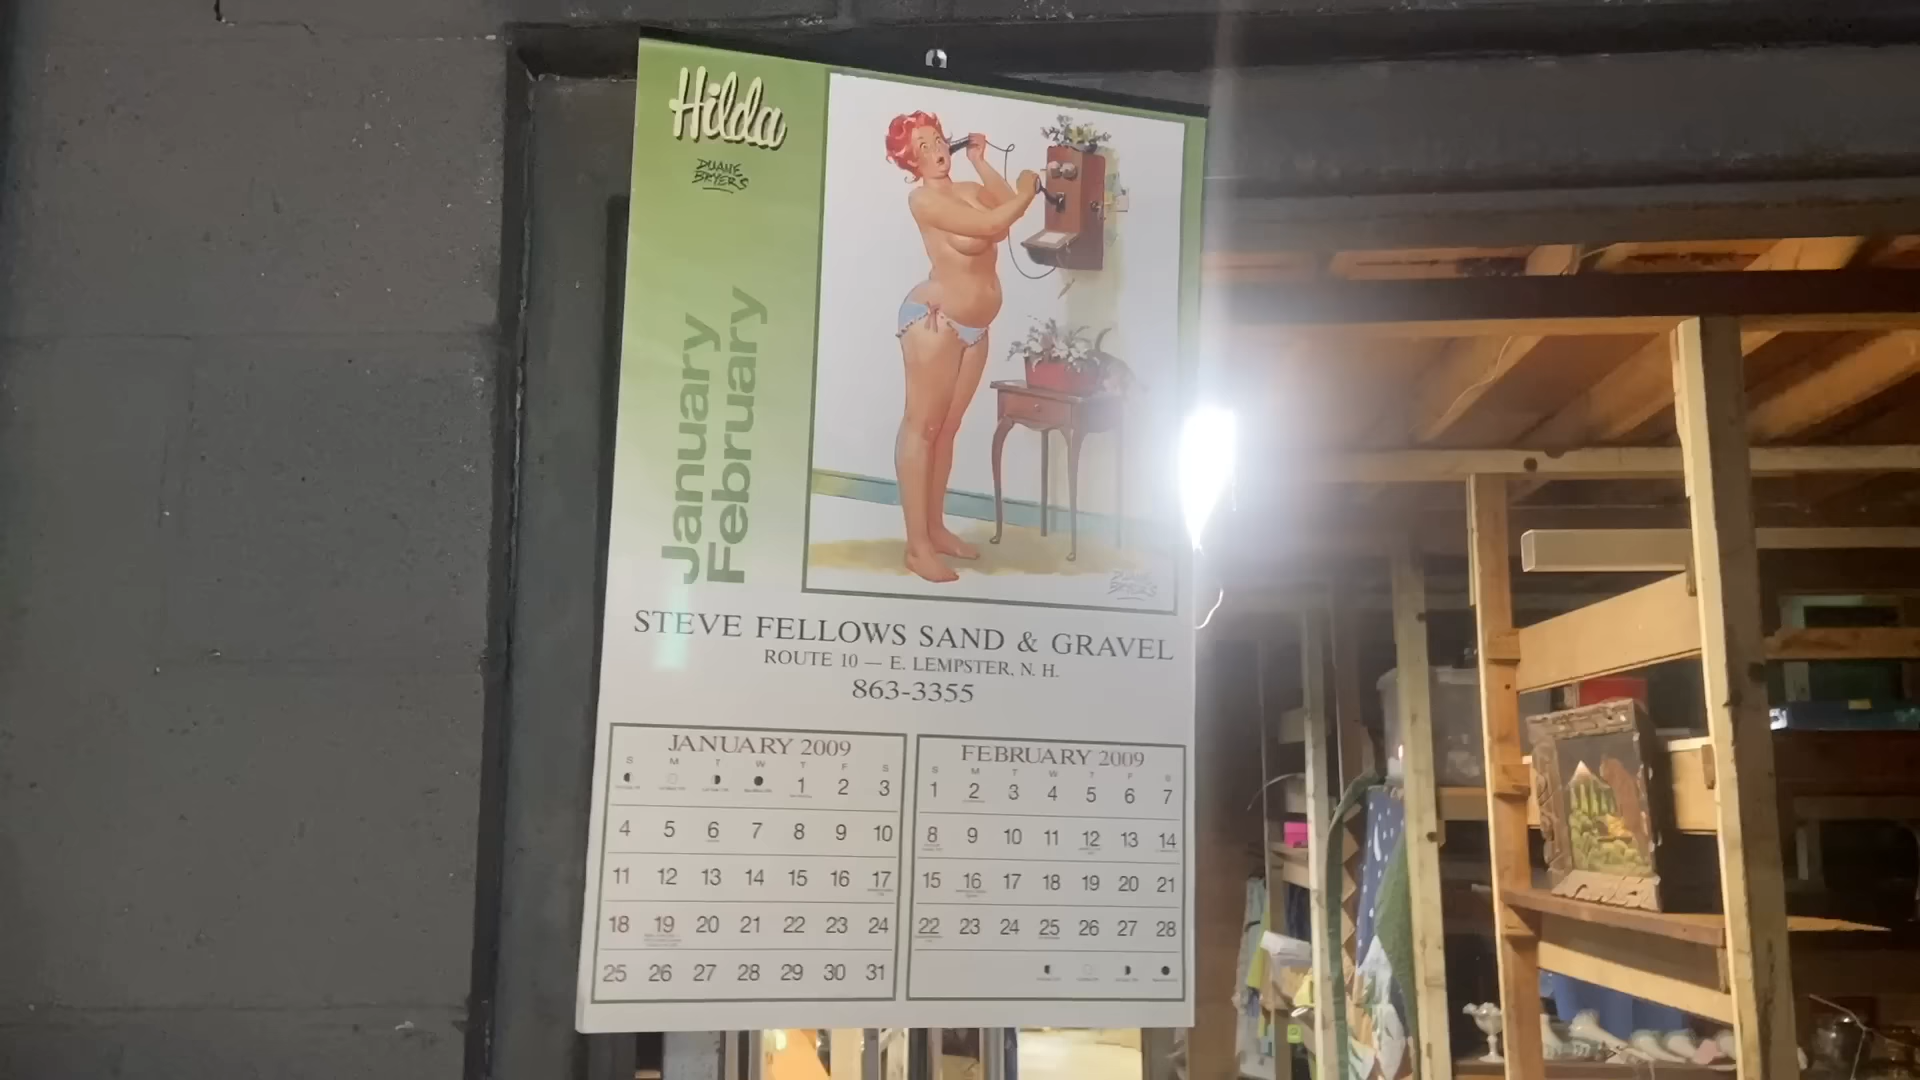 Hilda
DUANE
BRYERS
January
February
DUANE
BRYERS
STEVE FELLOWS SAND & GRAVEL
ROUTE 10 — E. LEMPSTER, N. H.
863-3355
JANUARY 2009
S M T W T F S
1 2 3
4 5 6 7 8 9 10
11 12 13 14 15 16 17
18 19 20 21 22 23 24
25 26 27 28 29 30 31
FEBRUARY 2009
S M T W T F S
1 2 3 4 5 6 7
8 9 10 11 12 13 14
15 16 17 18 19 20 21
22 23 24 25 26 27 28